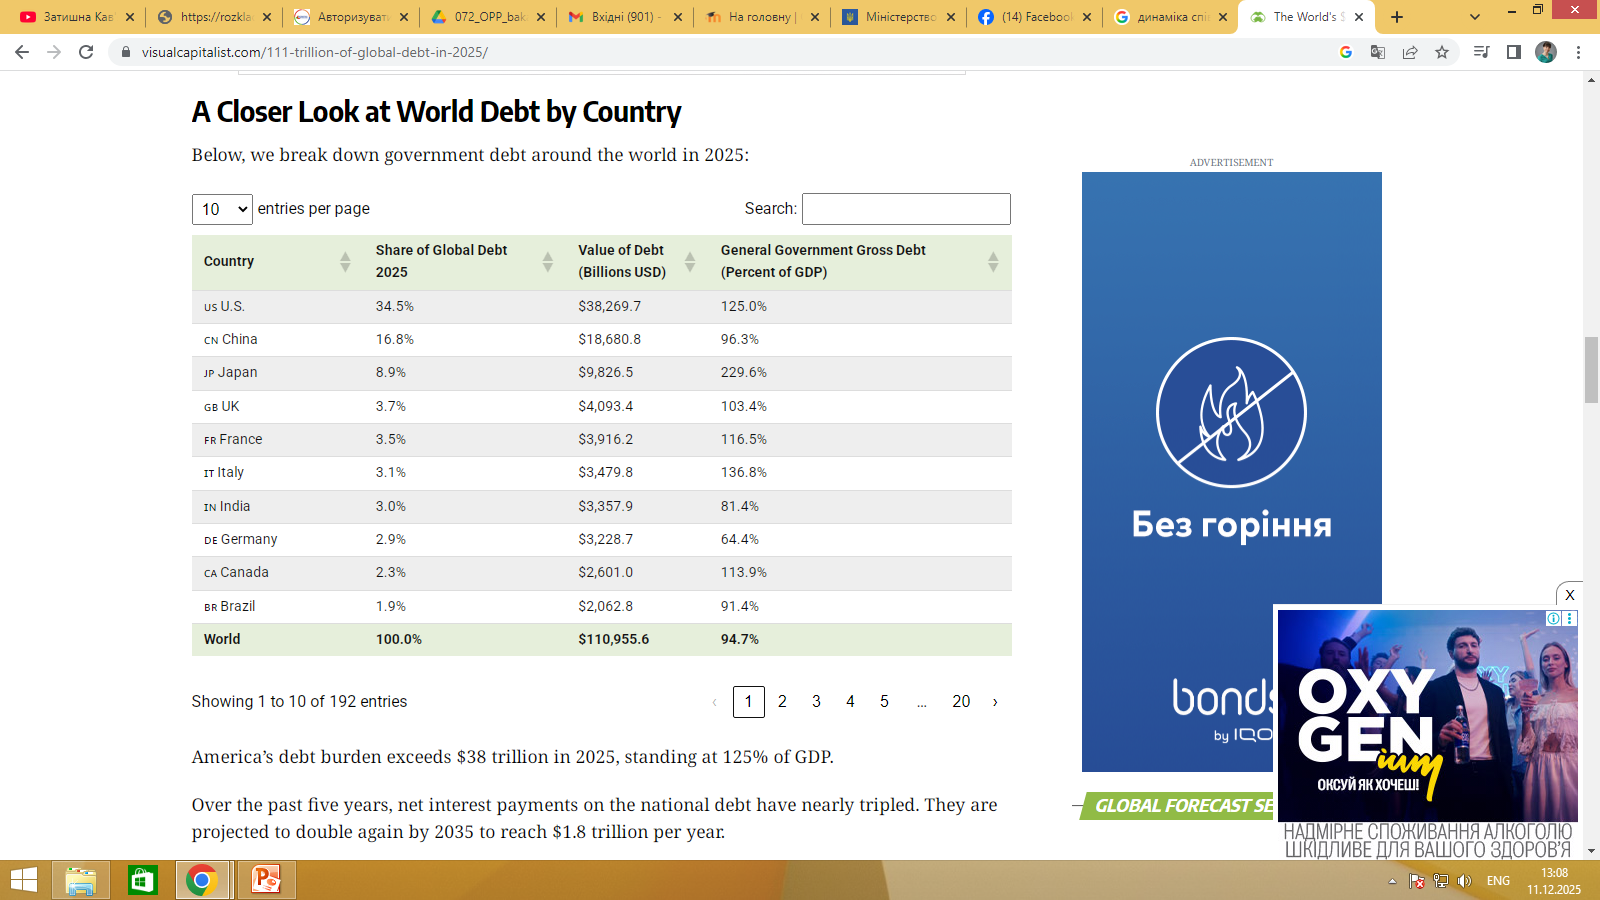 Затишна Кав
https://rozkla
Авторизуват
072_OPP_bak
Вхідні (901) -
На головну |
Міністерство
(14) Facebook
динаміка спі
The World's $
visualcapitalist.com/111-trillion-of-global-debt-in-2025/
A Closer Look at World Debt by Country
Below, we break down government debt around the world in 2025:
10 entries per page Search:
Country Share of Global Debt 2025 Value of Debt (Billions USD) General Government Gross Debt (Percent of GDP)
US U.S. 34.5% $38,269.7 125.0%
CN China 16.8% $18,680.8 96.3%
JP Japan 8.9% $9,826.5 229.6%
GB UK 3.7% $4,093.4 103.4%
FR France 3.5% $3,916.2 116.5%
IT Italy 3.1% $3,479.8 136.8%
IN India 3.0% $3,357.9 81.4%
DE Germany 2.9% $3,228.7 64.4%
CA Canada 2.3% $2,601.0 113.9%
BR Brazil 1.9% $2,062.8 91.4%
World 100.0% $110,955.6 94.7%
Showing 1 to 10 of 192 entries ‹ 1 2 3 4 5 … 20 ›
America's debt burden exceeds $38 trillion in 2025, standing at 125% of GDP.
Over the past five years, net interest payments on the national debt have nearly tripled. They are
projected to double again by 2035 to reach $1.8 trillion per year.
ADVERTISEMENT
Без горіння
bonds
by IQO
GLOBAL FORECAST SE
X
OXY
GEN
ішу
ОКСУЙ ЯК ХОЧЕШ!
НАДМІРНЕ СПОЖИВАННЯ АЛКОГОЛЮ
ШКІДЛИВЕ ДЛЯ ВАШОГО ЗДОРОВ'Я
ENG
13:08
11.12.2025